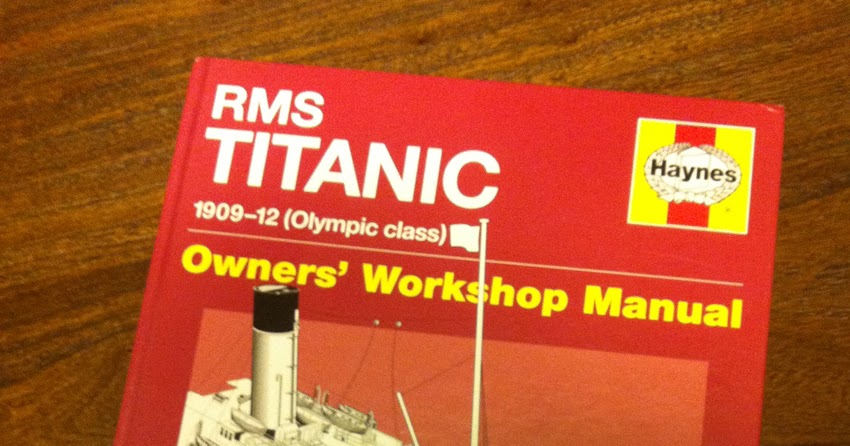 RMS
TITANIC
1909–12 (Olympic class)
Owners' Workshop Manual
Haynes